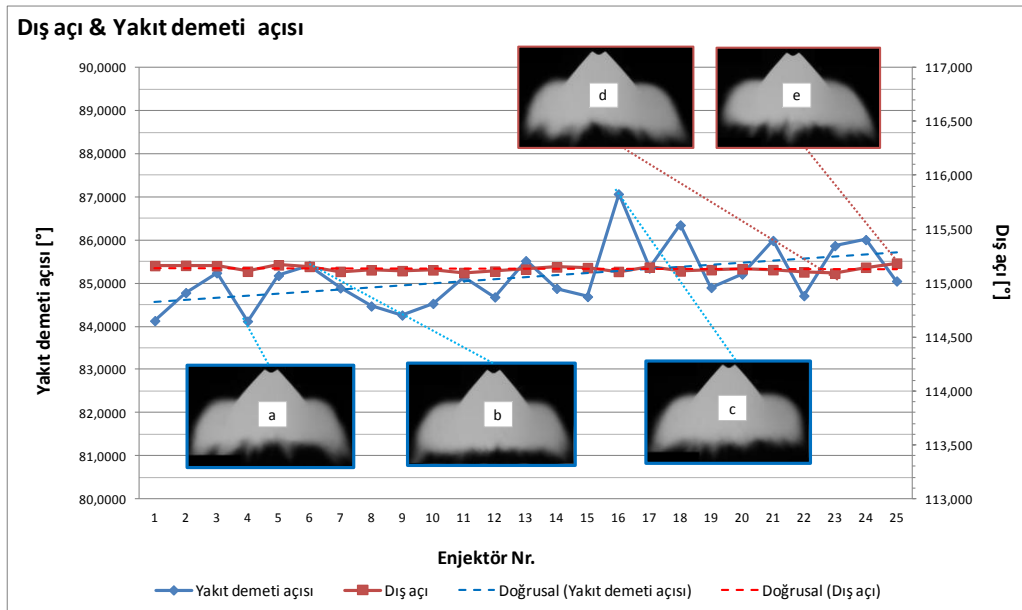 Dış açı & Yakıt demeti açısı
90,0000
89,0000
88,0000
87,0000
86,0000
85,0000
84,0000
83,0000
82,0000
81,0000
80,0000
Yakıt demeti açısı [°]
117,000
116,500
116,000
115,500
115,000
114,500
114,000
113,500
113,000
Dış açı [°]
d
e
a
b
c
1 2 3 4 5 6 7 8 9 10 11 12 13 14 15 16 17 18 19 20 21 22 23 24 25
Enjektör Nr.
Yakıt demeti açısı Dış açı Doğrusal (Yakıt demeti açısı) Doğrusal (Dış açı)